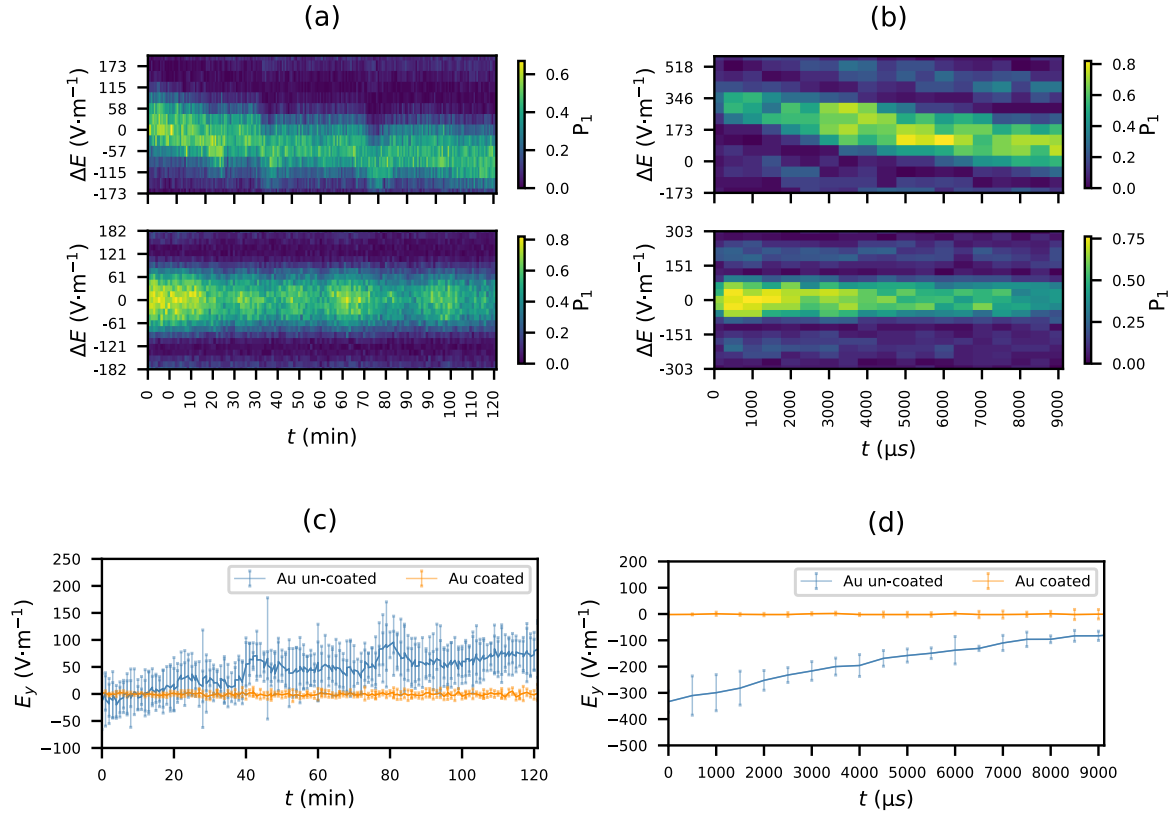 (a)
ΔE (V·m⁻¹)
173
115
58
0
-57
-115
-173
0.6
0.4
0.2
0.0
P₁
ΔE (V·m⁻¹)
182
121
61
0
-61
-121
-182
0.8
0.6
0.4
0.2
0.0
P₁
0 0 10 20 30 30 40 50 60 70 80 90 90 100 110 120
t (min)
(b)
ΔE (V·m⁻¹)
518
346
173
0
-173
0.8
0.6
0.4
0.2
0.0
P₁
ΔE (V·m⁻¹)
303
151
0
-151
-303
0.75
0.50
0.25
0.00
P₁
0 1000 2000 3000 4000 5000 6000 7000 8000 9000
t (μs)
(c)
E_y (V·m⁻¹)
250
200
150
100
50
0
−50
−100
Au un-coated Au coated
0 20 40 60 80 100 120
t (min)
(d)
E_y (V·m⁻¹)
200
100
0
−100
−200
−300
−400
−500
Au un-coated Au coated
0 1000 2000 3000 4000 5000 6000 7000 8000 9000
t (μs)